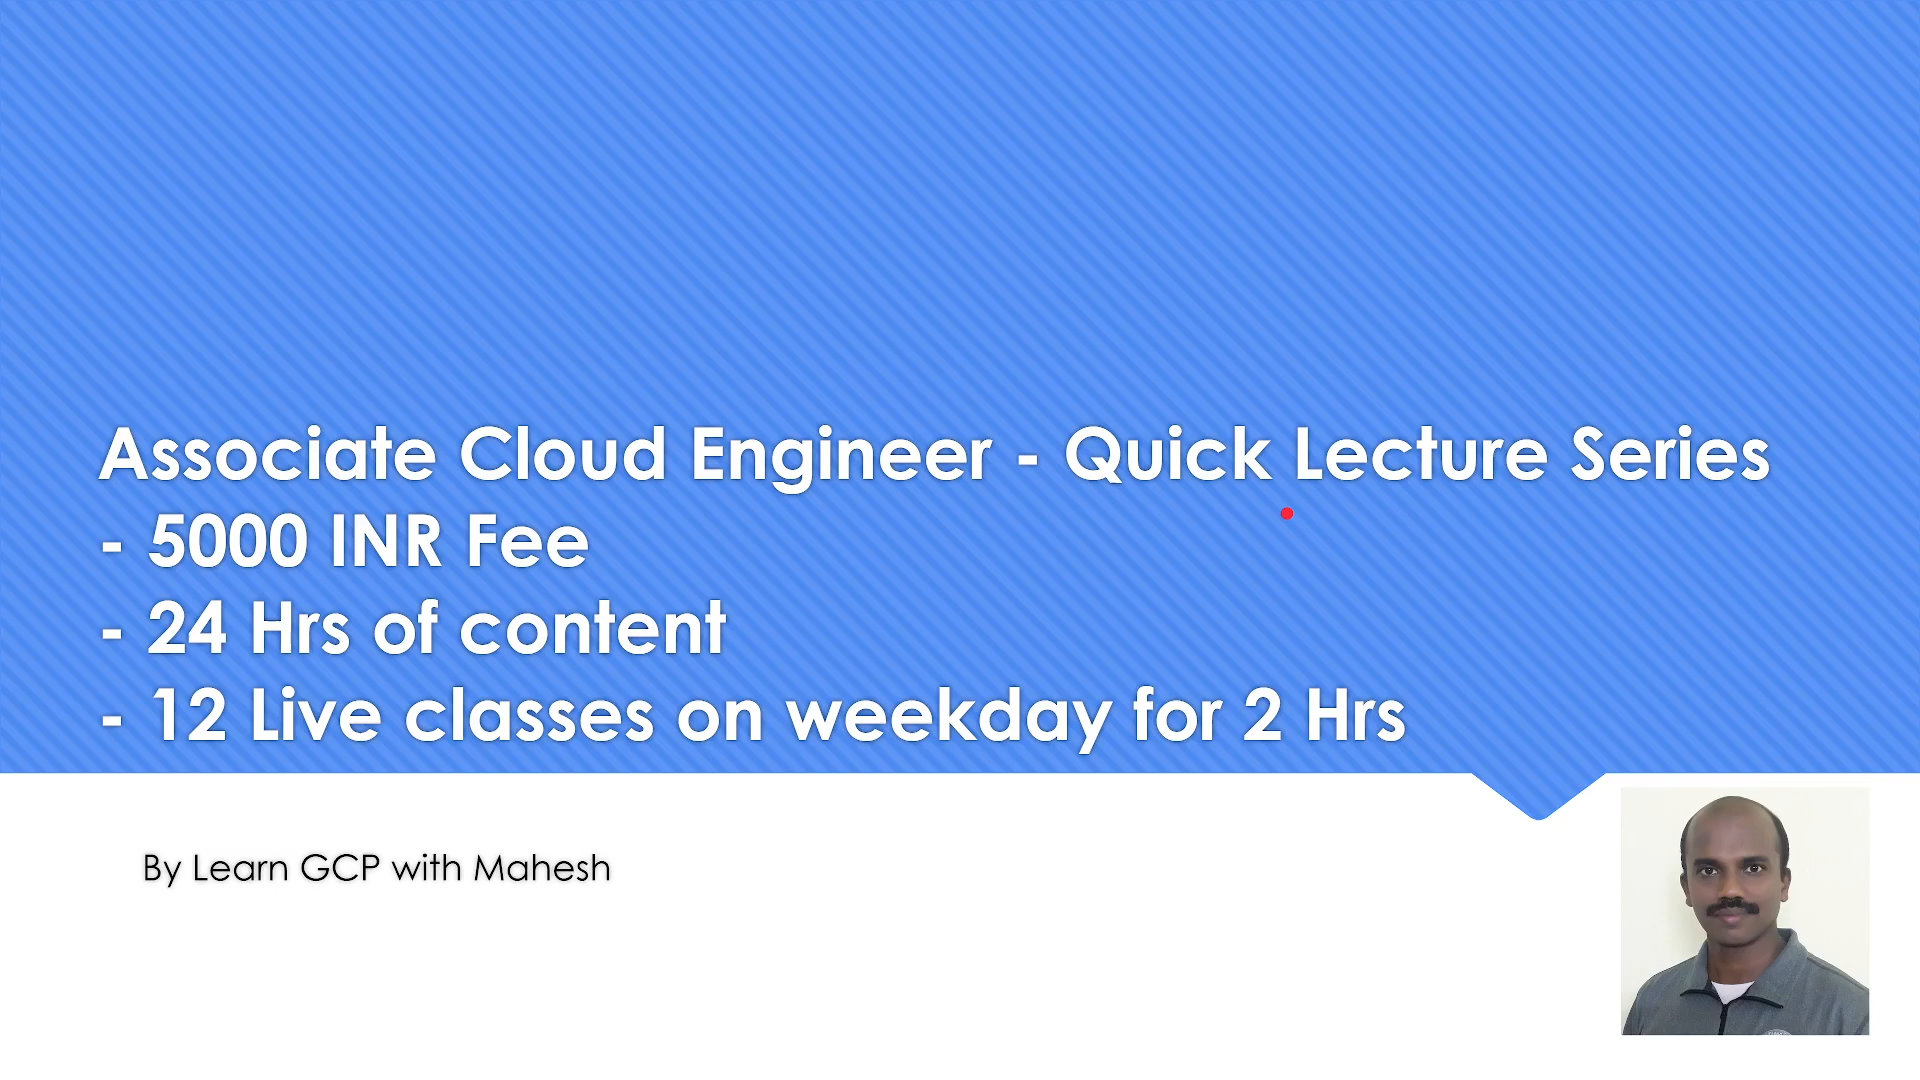 Associate Cloud Engineer - Quick Lecture Series
- 5000 INR Fee
- 24 Hrs of content
- 12 Live classes on weekday for 2 Hrs
By Learn GCP with Mahesh